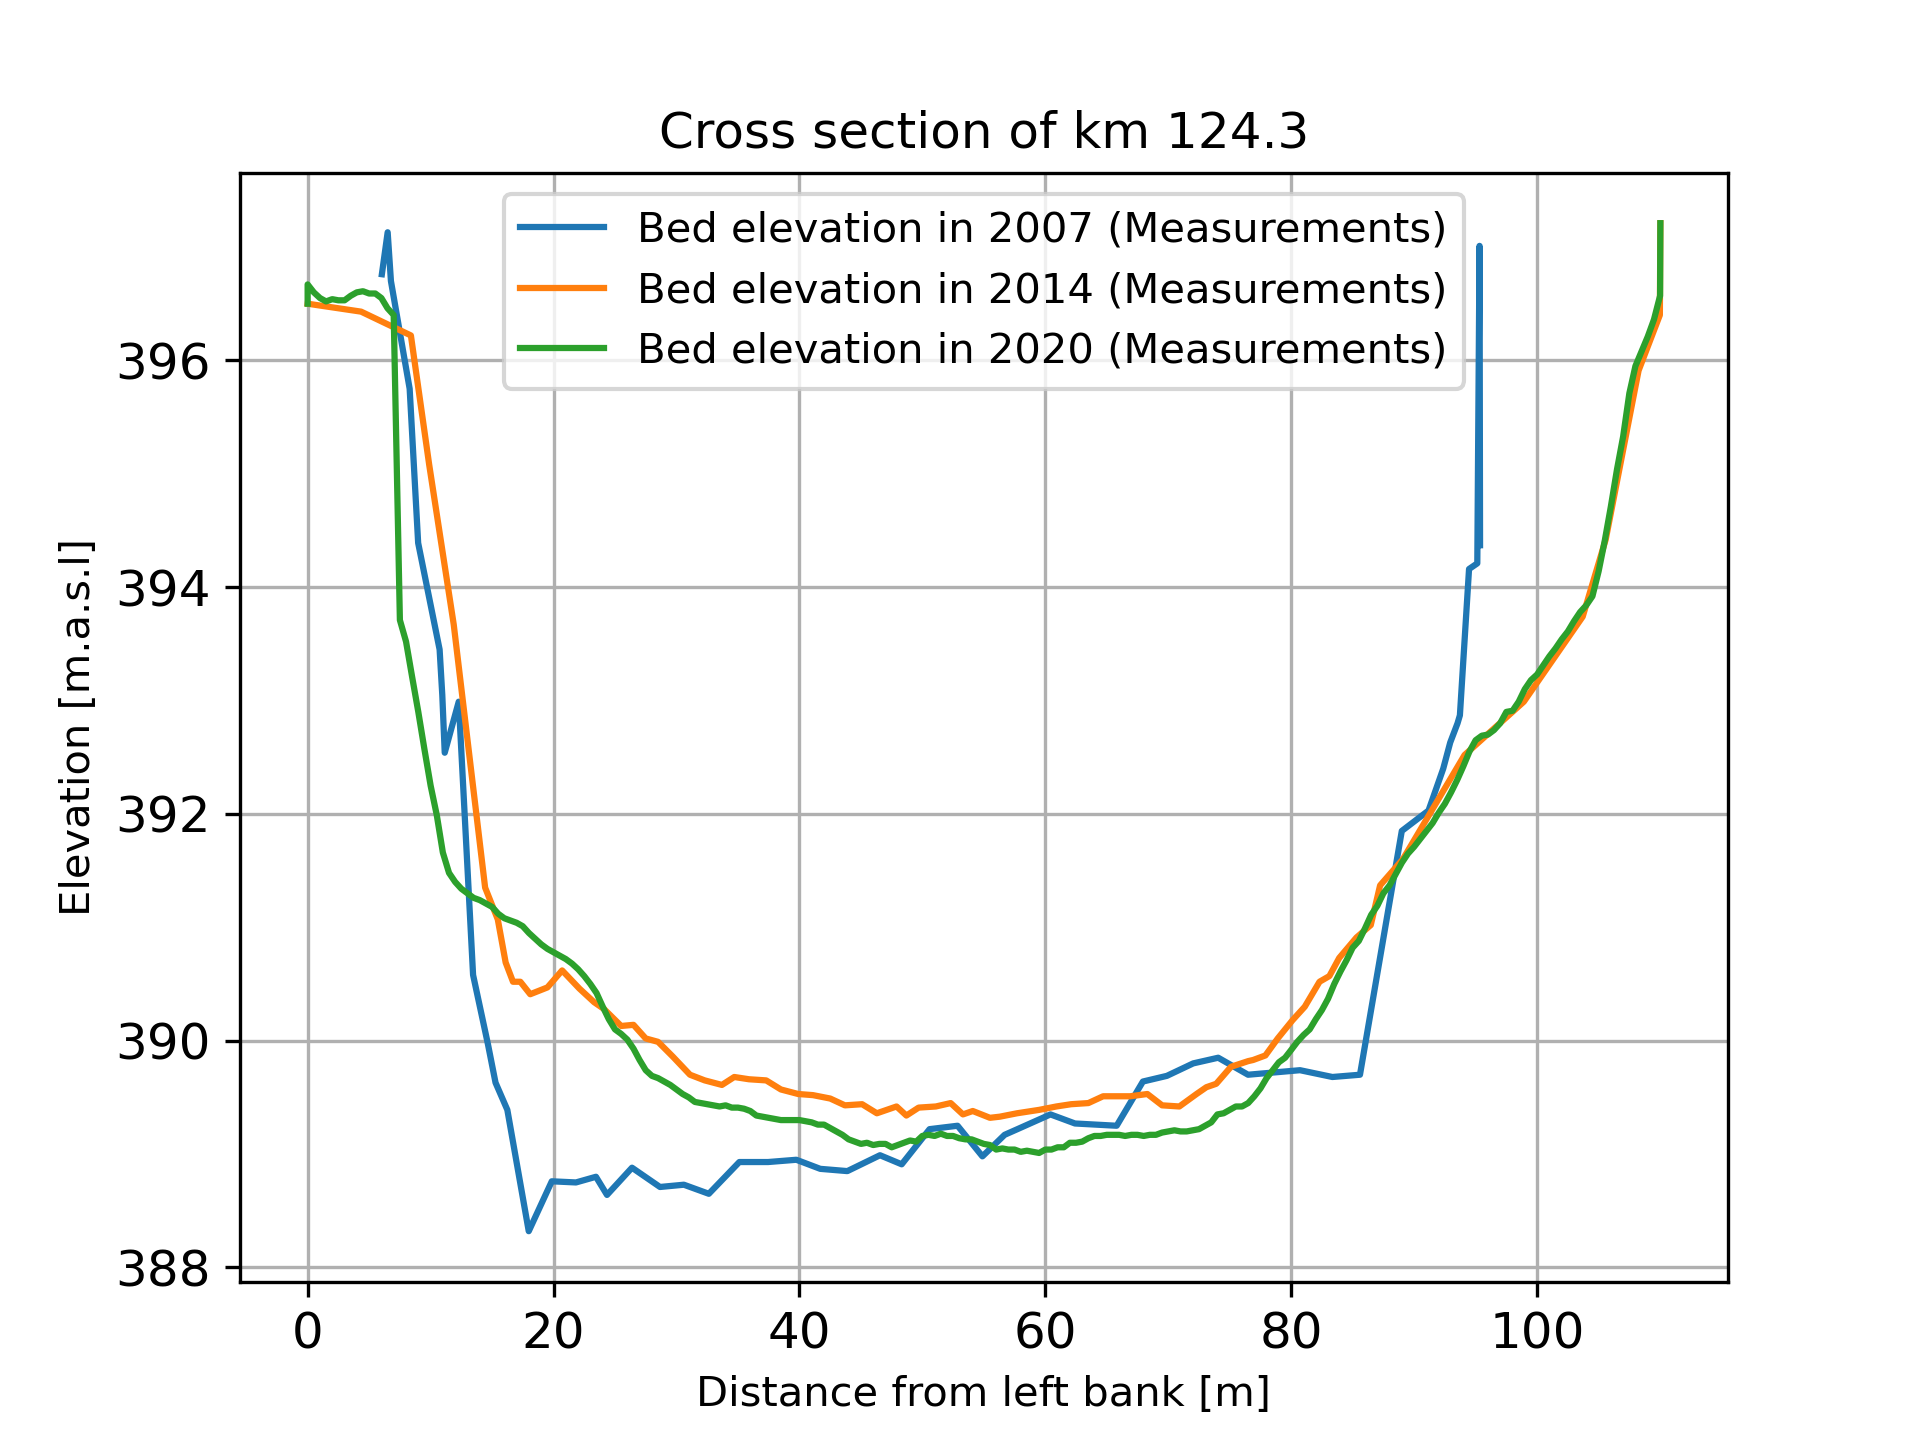 Cross section of km 124.3
Bed elevation in 2007 (Measurements)
Bed elevation in 2014 (Measurements)
Bed elevation in 2020 (Measurements)
Elevation [m.a.s.l]
396
394
392
390
388
0 20 40 60 80 100
Distance from left bank [m]